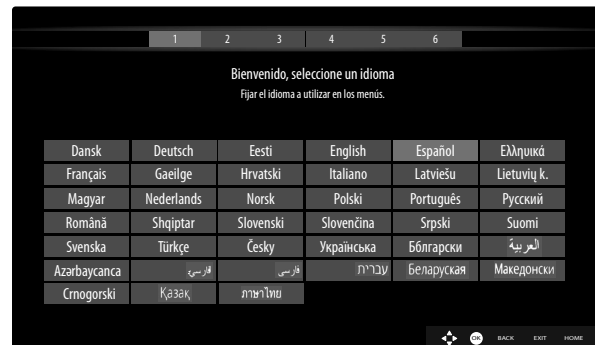 1 2 3 4 5 6
Bienvenido, seleccione un idioma
Fijar el idioma a utilizar en los menús.
Dansk Deutsch Eesti English Español Ελληνικά
Français Gaeilge Hrvatski Italiano Latviešu Lietuvių k.
Magyar Nederlands Norsk Polski Português Русский
Română Shqiptar Slovenski Slovenčina Srpski Suomi
Svenska Türkçe Česky Українська Бблгарски العربية
Azərbaycanca فارسي فارسی עברית Беларуская Македонски
Crnogorski Қазақ ภาษาไทย
OK BACK EXIT HOME